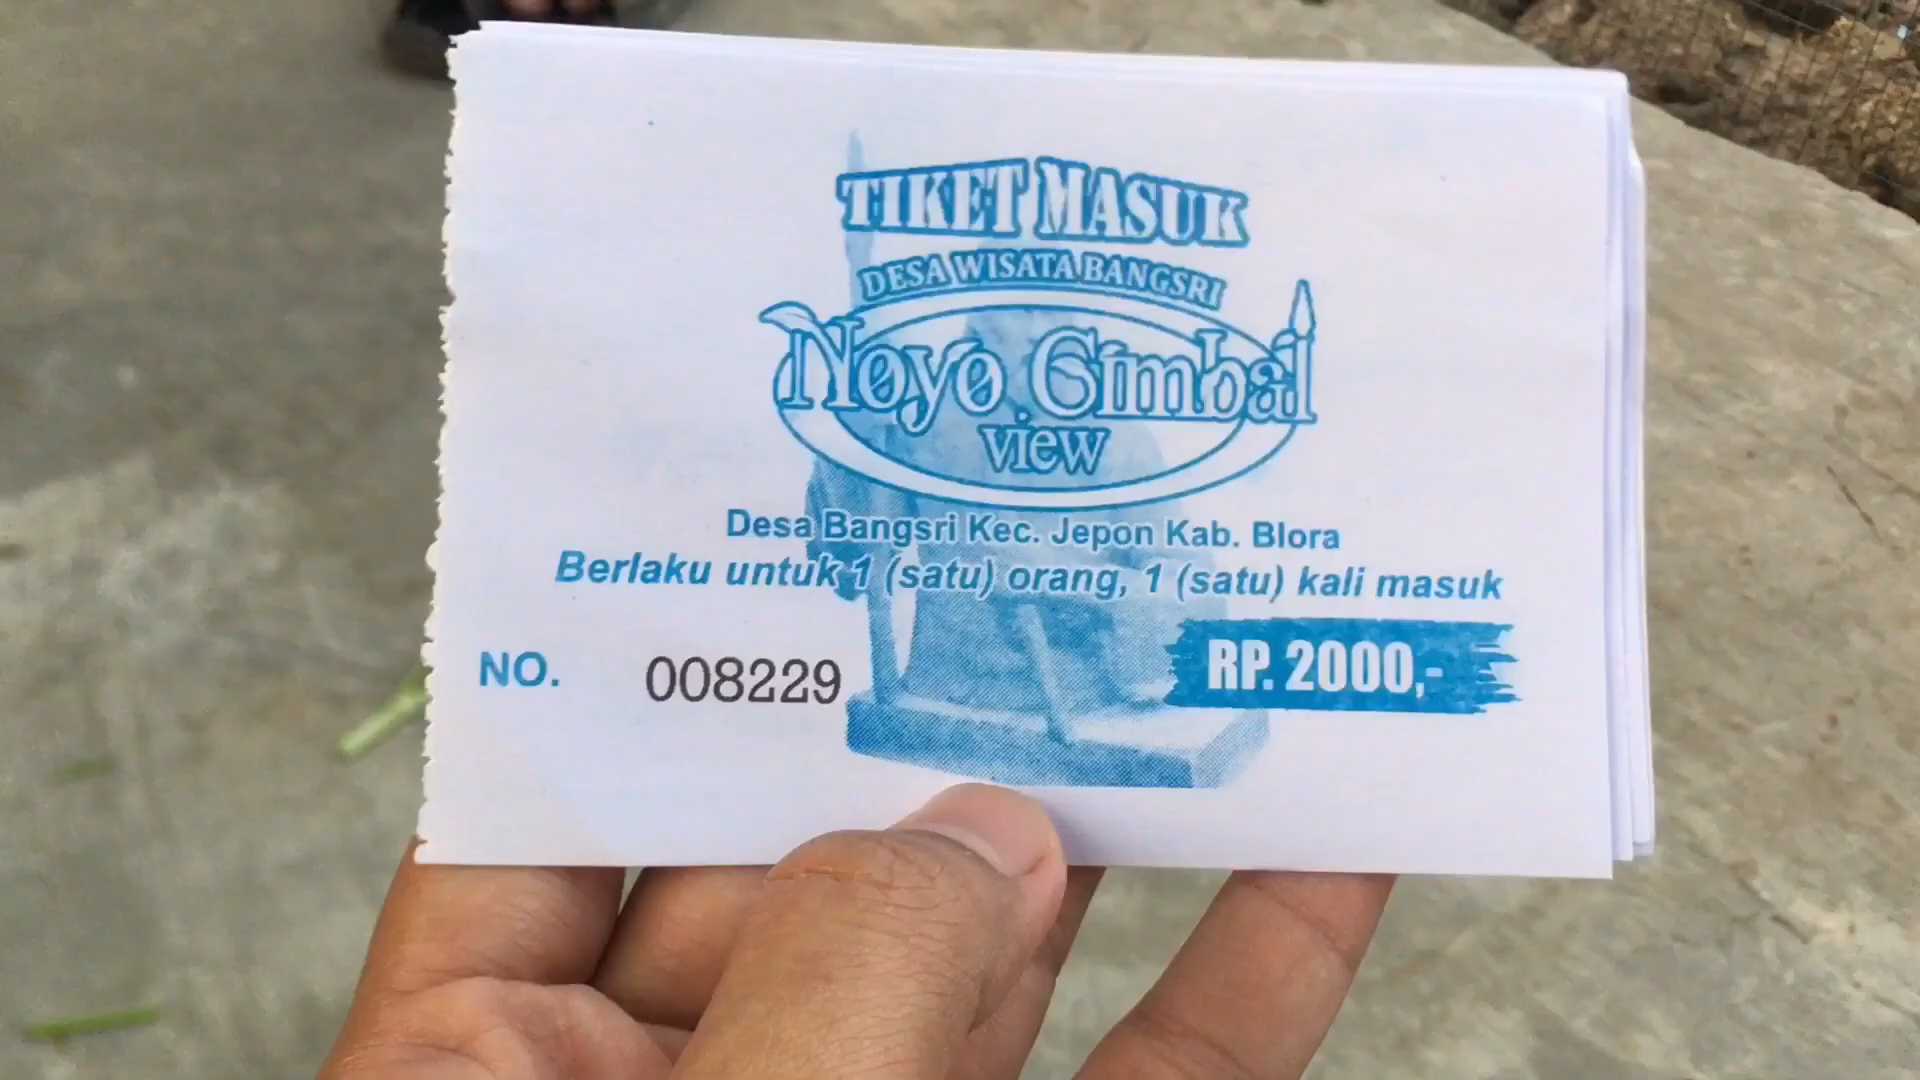 TIKET MASUK
DESA WISATA BANGSRI
Noyo Gimbal
view
Desa Bangsri Kec. Jepon Kab. Blora
Berlaku untuk 1 (satu) orang, 1 (satu) kali masuk
NO. 008229 RP. 2000,-